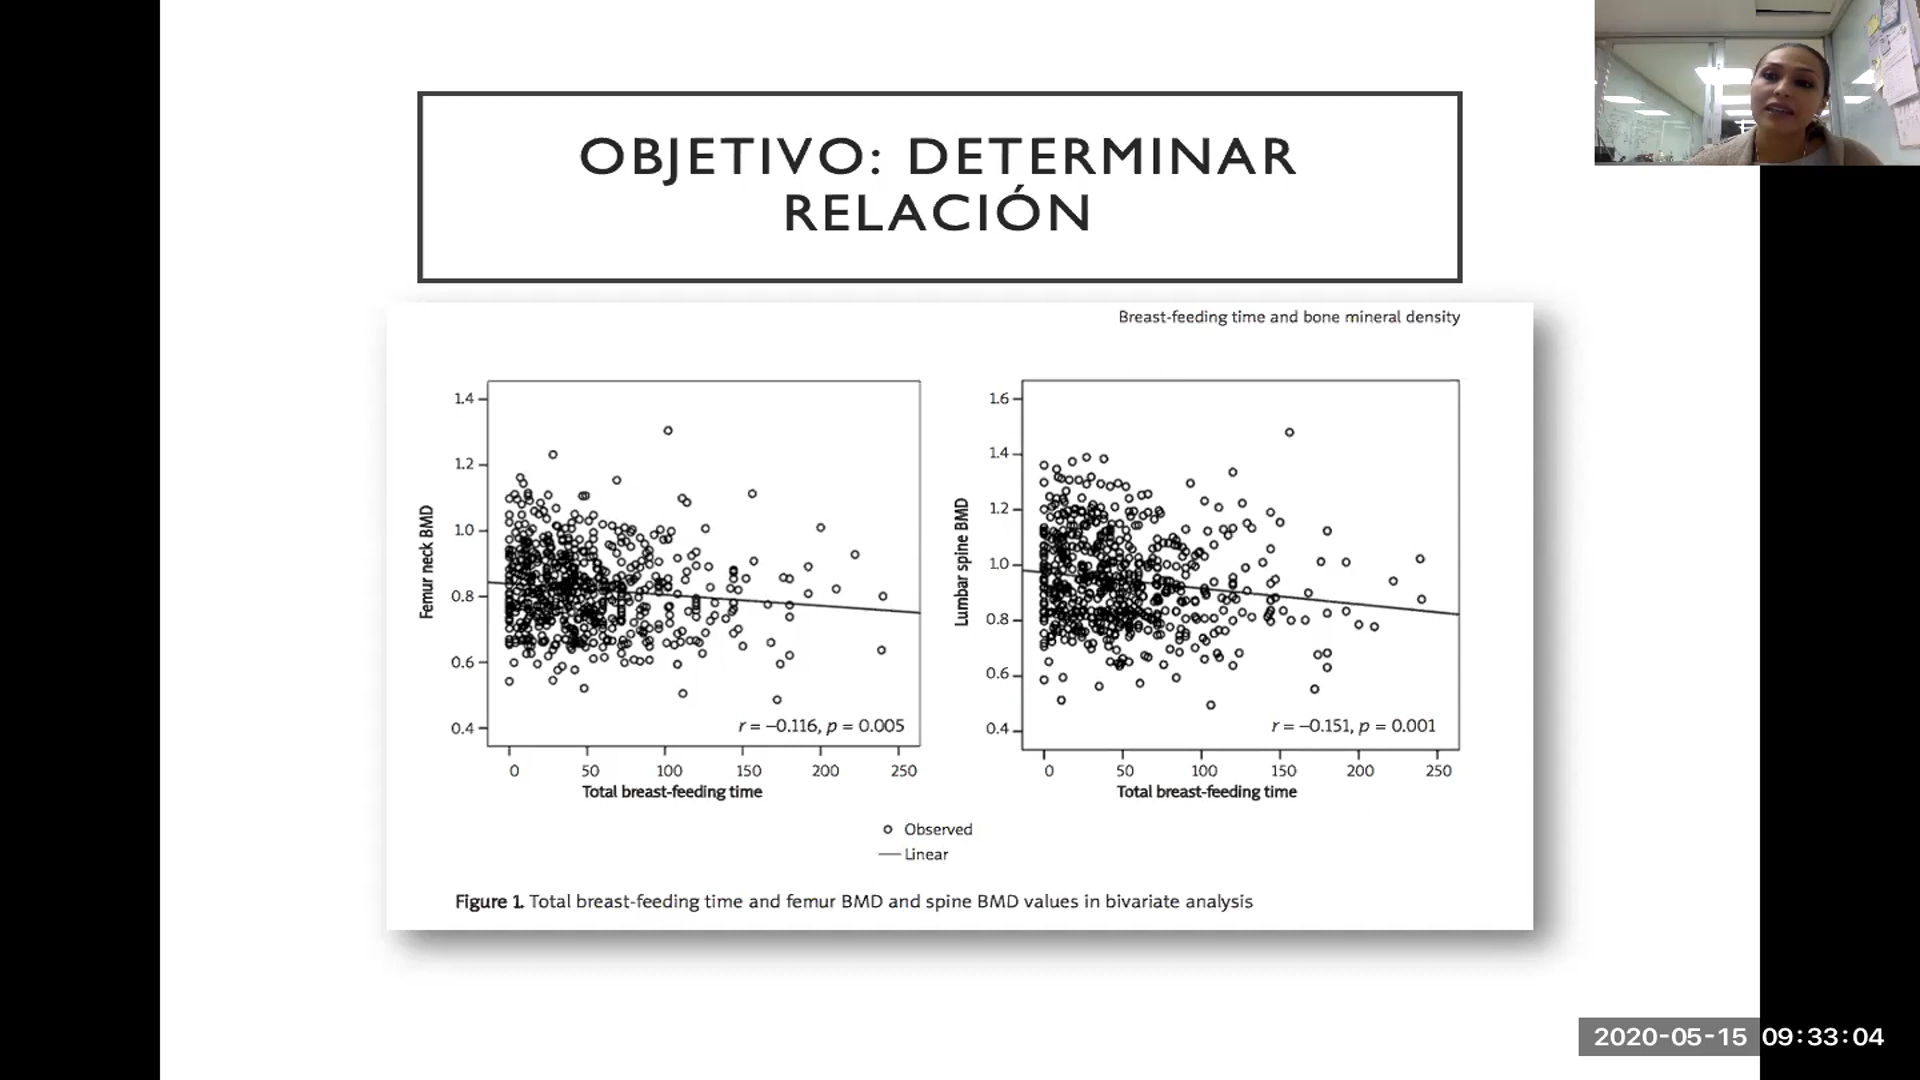 OBJETIVO: DETERMINAR
RELACIÓN
Breast-feeding time and bone mineral density
Femur neck BMD
1.4
1.2
1.0
0.8
0.6
0.4
r = –0.116, p = 0.005
0 50 100 150 200 250
Total breast-feeding time
Lumbar spine BMD
1.6
1.4
1.2
1.0
0.8
0.6
0.4
r = –0.151, p = 0.001
0 50 100 150 200 250
Total breast-feeding time
Observed
Linear
Figure 1. Total breast-feeding time and femur BMD and spine BMD values in bivariate analysis
2020-05-15 09:33:04